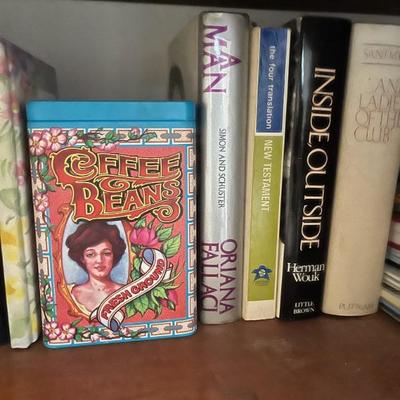 COFFEE
BEANS
FRESH GROUND
A
MAN
SIMON AND SCHUSTER
ORIANA
FALLACI
the four translation
NEW TESTAMENT
INSIDE OUTSIDE
Herman
Wouk
LITTLE
BROWN
AND
LADIES
OF THE
CLUB
PUTNAM